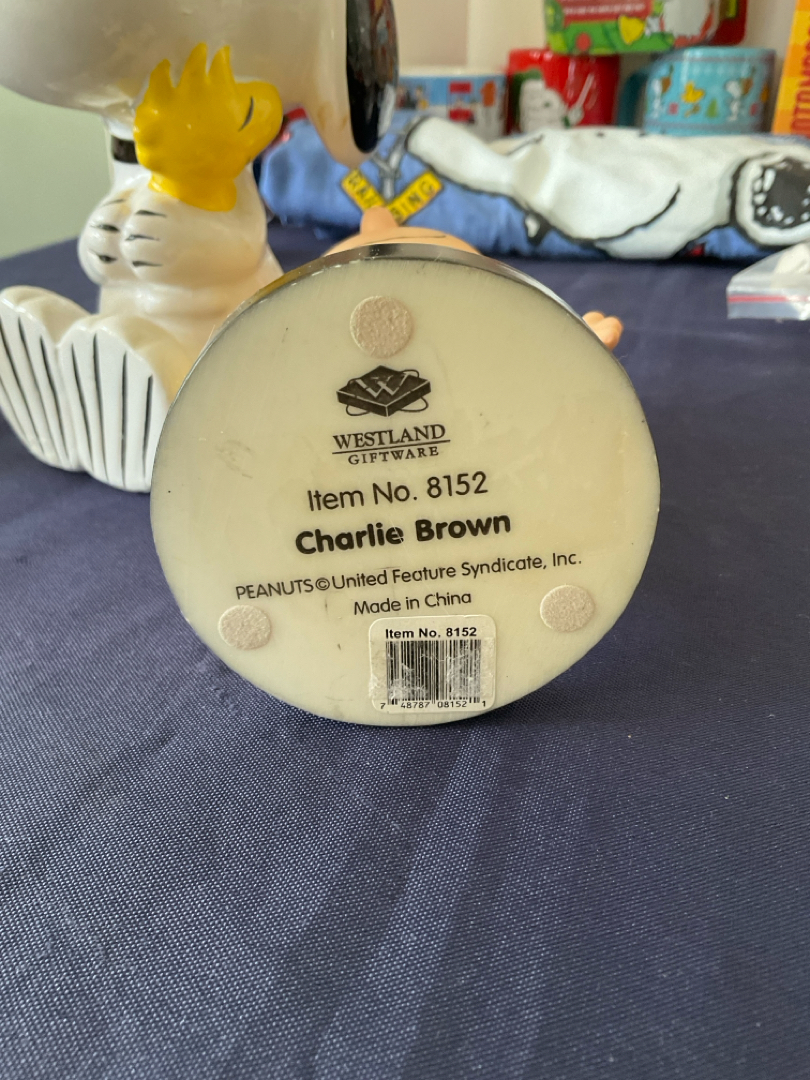 WARNING
W
WESTLAND
GIFTWARE
Item No. 8152
Charlie Brown
PEANUTS © United Feature Syndicate, Inc.
Made in China
Item No. 8152
7 48787 08152 1